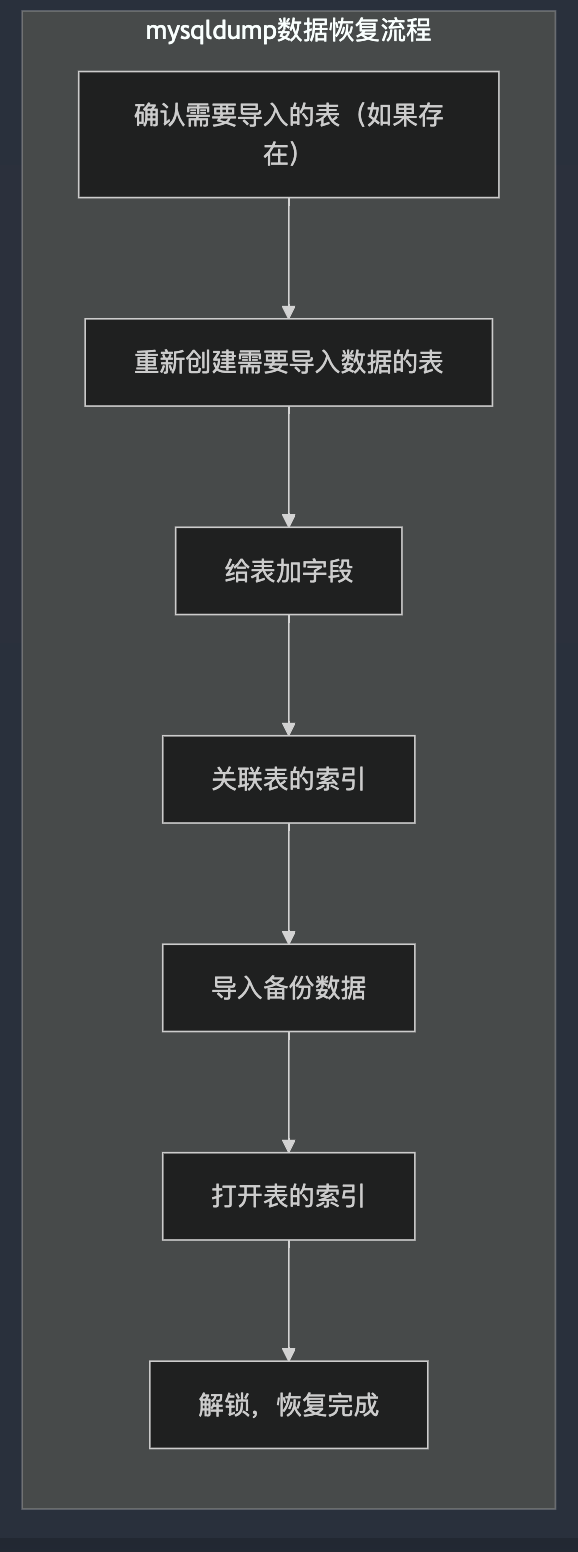 mysqldump数据恢复流程
确认需要导入的表（如果存
在）
重新创建需要导入数据的表
给表加字段
关联表的索引
导入备份数据
打开表的索引
解锁，恢复完成